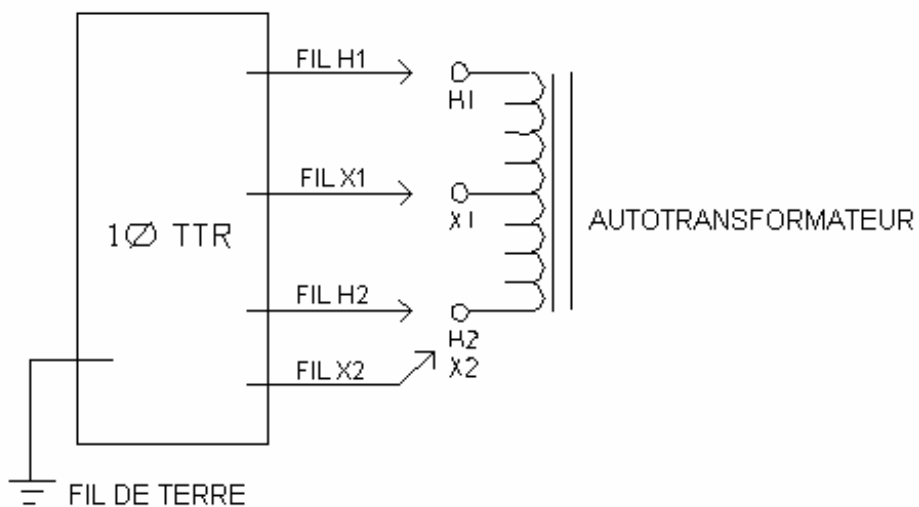 FIL H1
H1
FIL X1
X1
1Ø TTR
AUTOTRANSFORMATEUR
FIL H2
H2
FIL X2
X2
FIL DE TERRE